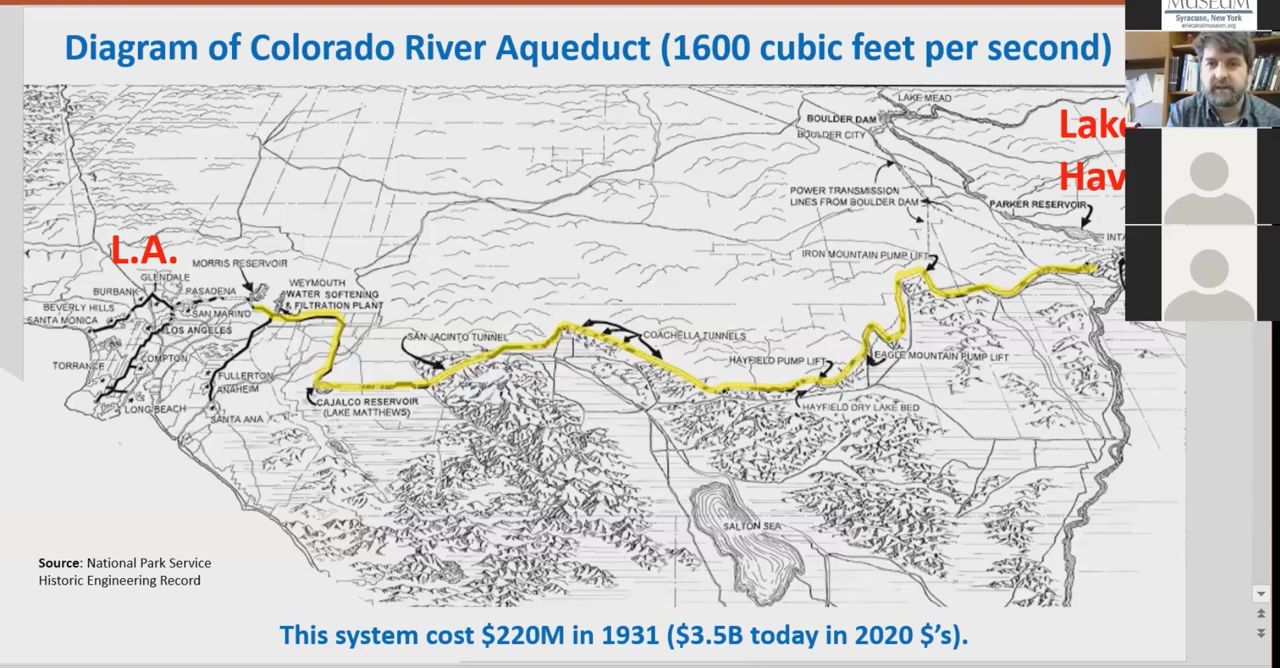 Diagram of Colorado River Aqueduct (1600 cubic feet per second)
MUSEUM
Syracuse, New York
eriecanalmuseum.org
LAKE MEAD
BOULDER DAM
BOULDER CITY
Lake
Hav
POWER TRANSMISSION
LINES FROM BOULDER DAM
PARKER RESERVOIR
INTA
L.A.
MORRIS RESERVOIR
IRON MOUNTAIN PUMP LIFT
GLENDALE
BURBANK
PASADENA
WEYMOUTH
WATER SOFTENING
& FILTRATION PLANT
BEVERLY HILLS
SAN MARINO
SANTA MONICA
LOS ANGELES
SAN JACINTO TUNNEL
COACHELLA TUNNELS
TORRANCE
COMPTON
HAYFIELD PUMP LIFT
EAGLE MOUNTAIN PUMP LIFT
FULLERTON
ANAHEIM
LONG BEACH
CAJALCO RESERVOIR
(LAKE MATTHEWS)
HAYFIELD DRY LAKE BED
SANTA ANA
SALTON SEA
Source: National Park Service
Historic Engineering Record
This system cost $220M in 1931 ($3.5B today in 2020 $'s).